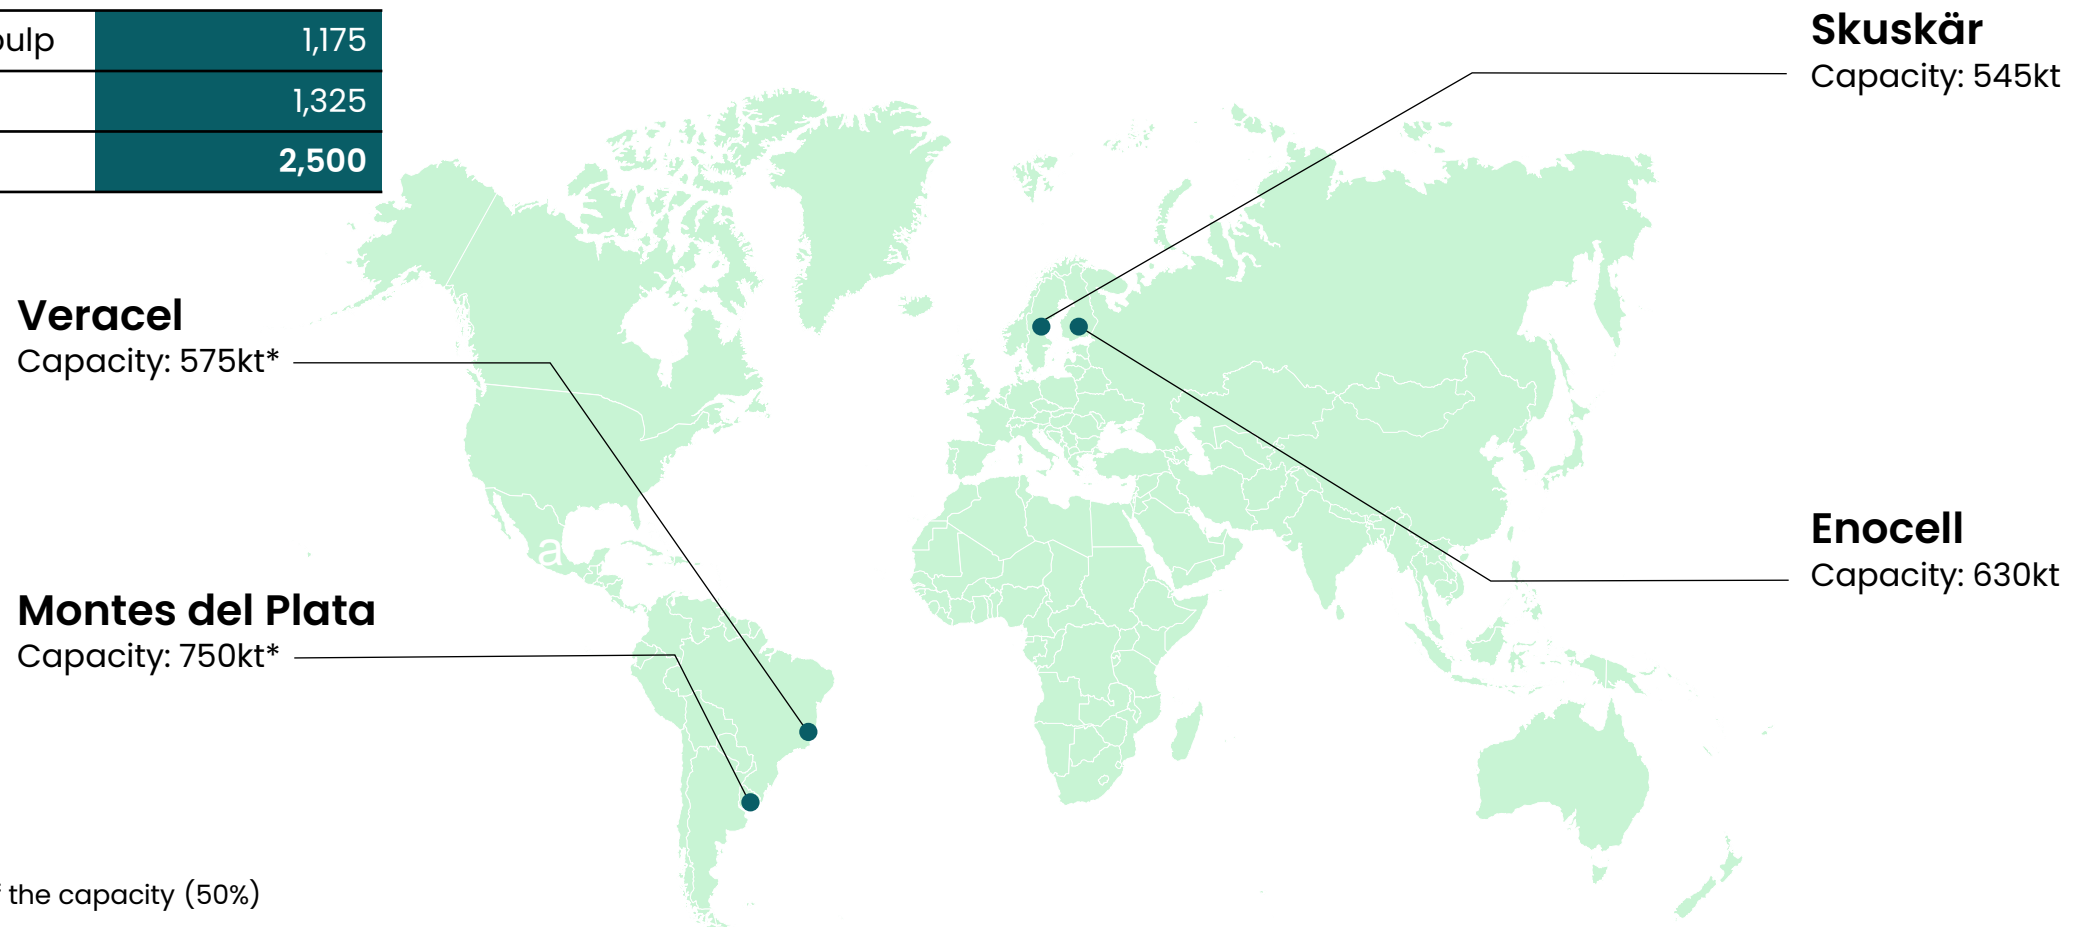 1,175
1,325
2,500
Skuskär
Capacity: 545kt
Veracel
Capacity: 575kt*
a
Enocell
Capacity: 630kt
Montes del Plata
Capacity: 750kt*
the capacity (50%)